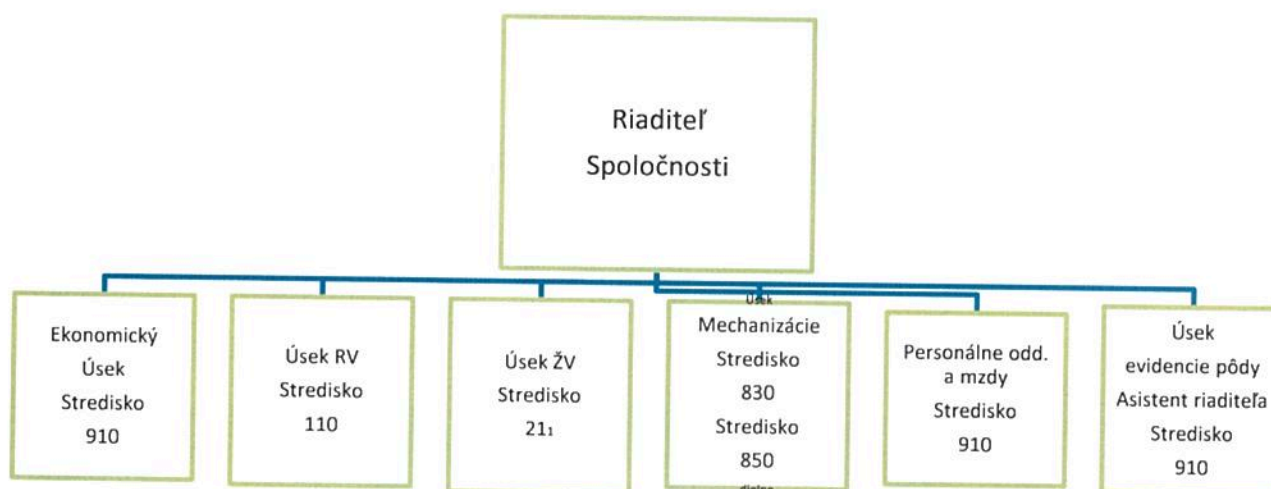 Riaditeľ
Spoločnosti
Ekonomický
Úsek
Stredisko
910
Úsek RV
Stredisko
110
Úsek ŽV
Stredisko
211
Úsek
Mechanizácie
Stredisko
830
Stredisko
850
Personálne odd.
a mzdy
Stredisko
910
Úsek
evidencie pôdy
Asistent riaditeľa
Stredisko
910